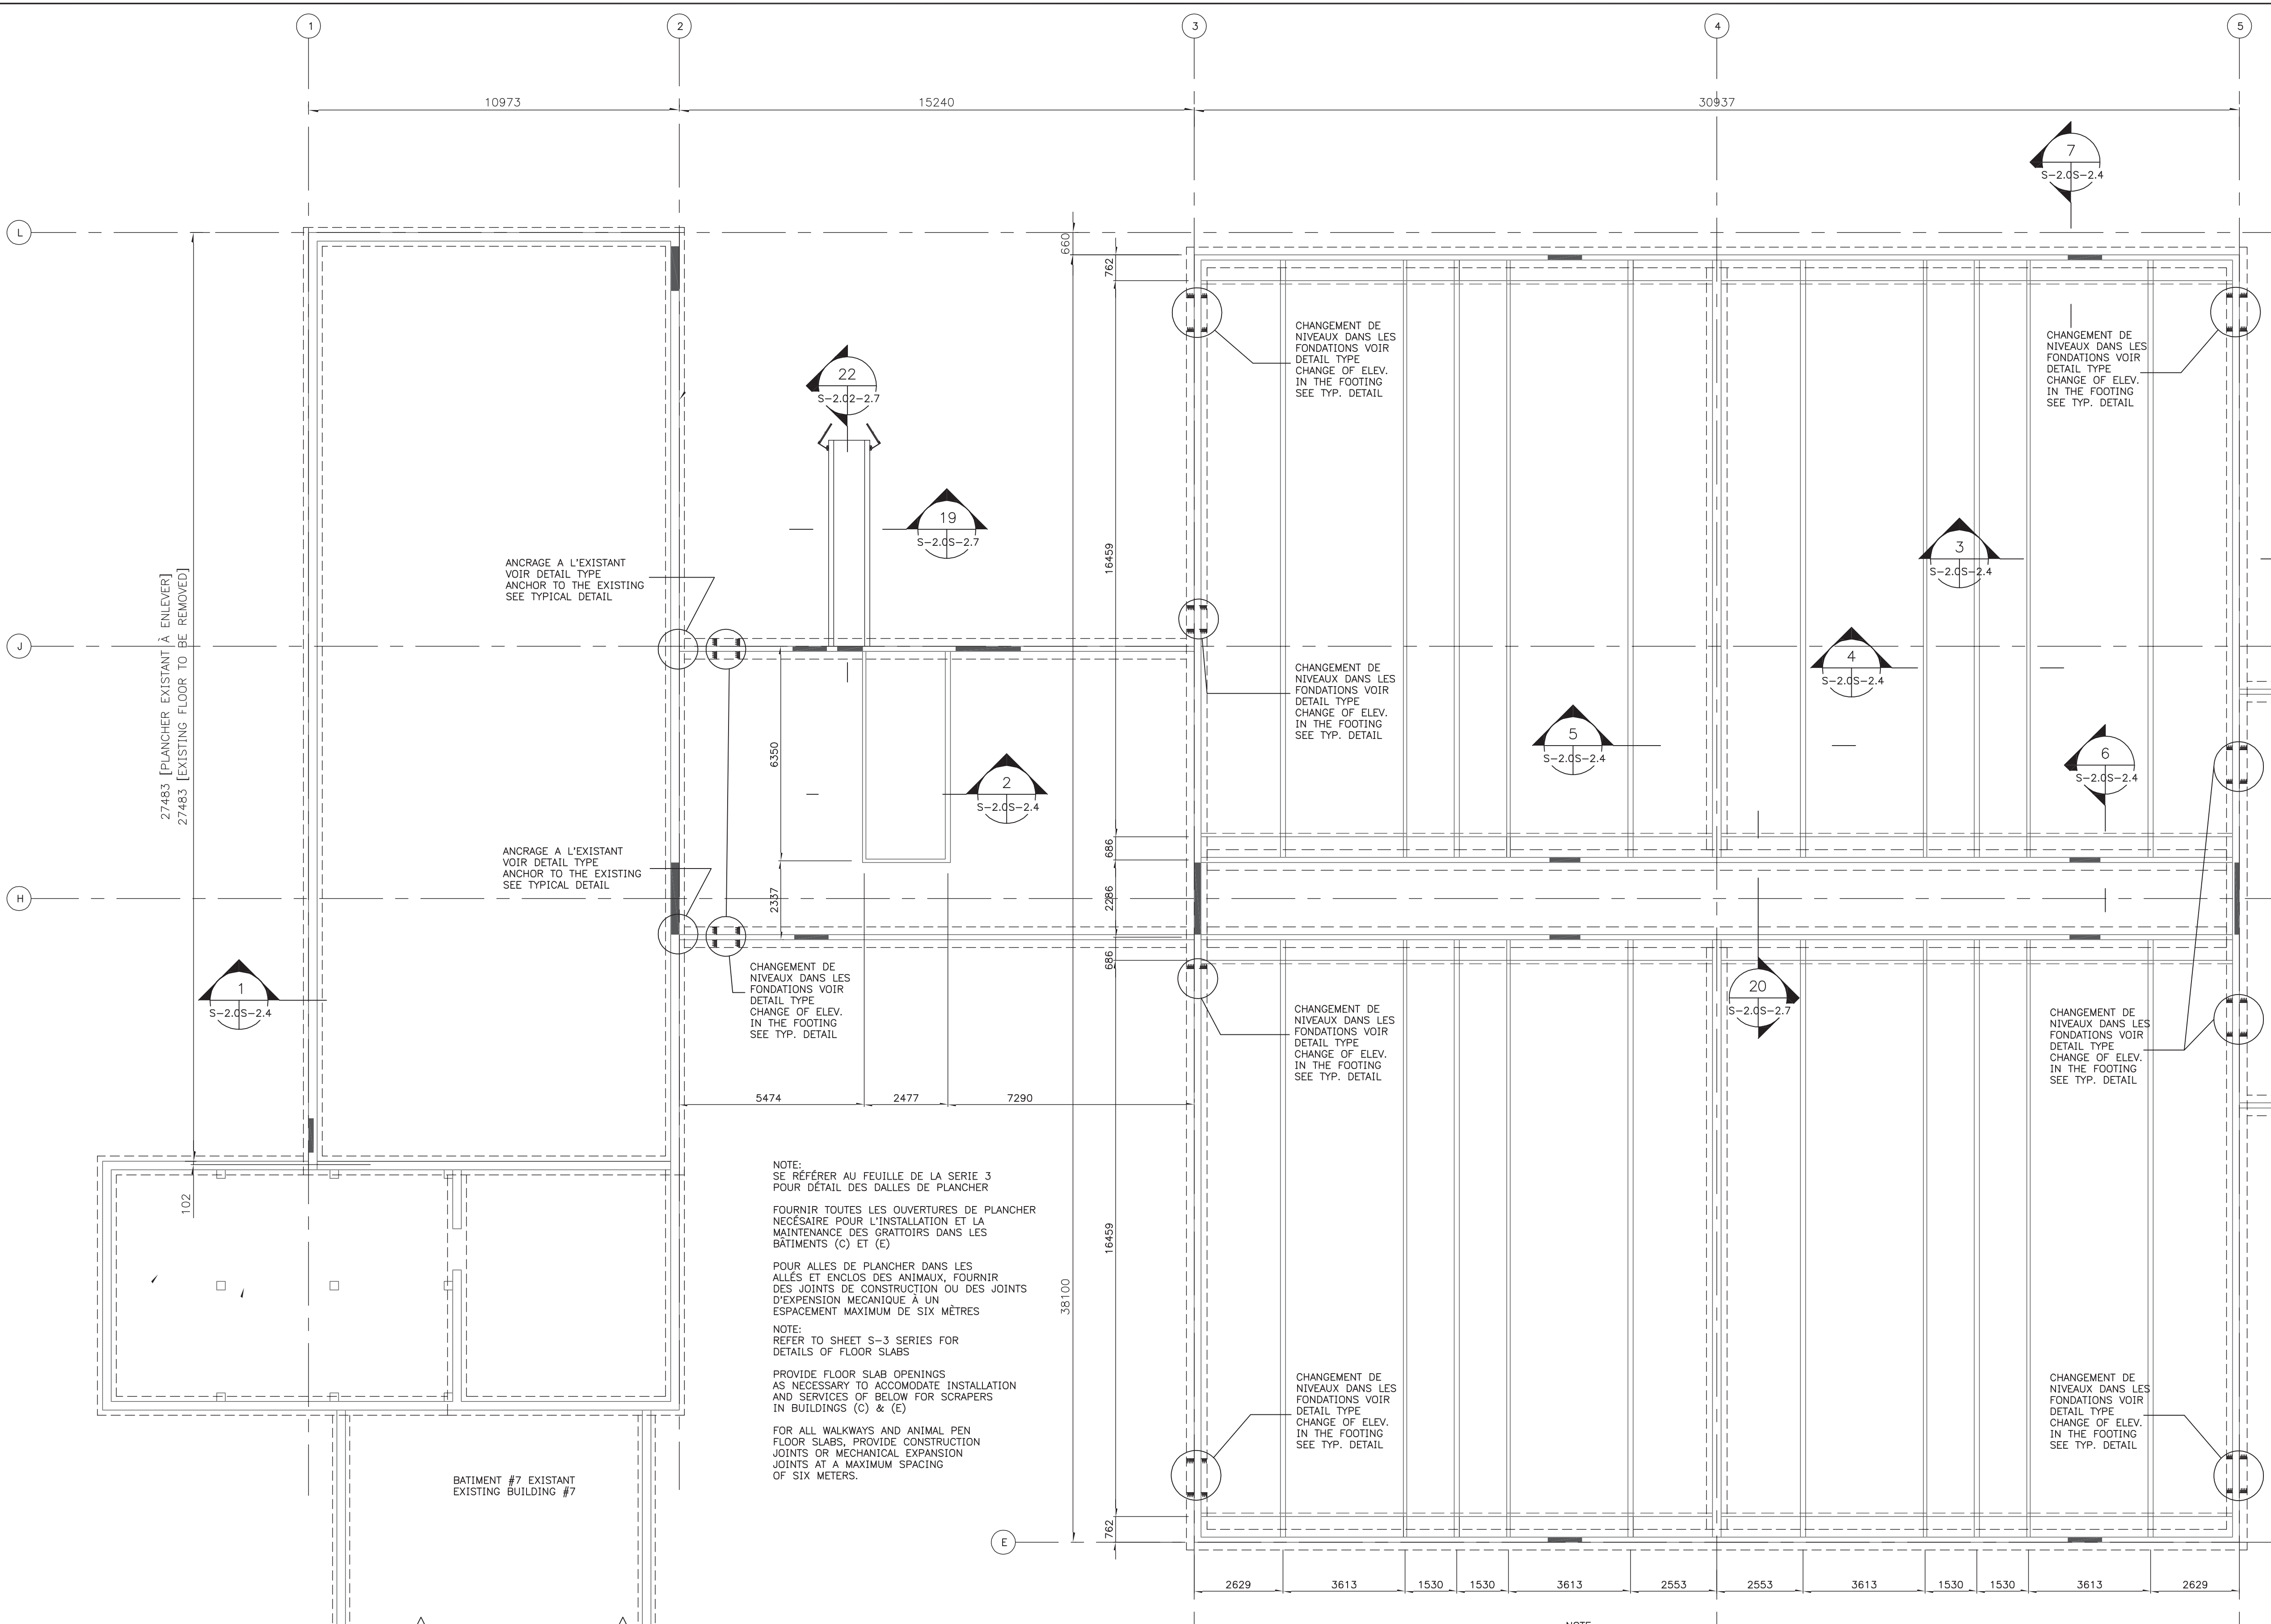 1
2
3
4
5
10973
15240
30937
7
S-2.0 S-2.4
L
660
762
CHANGEMENT DE
NIVEAUX DANS LES
FONDATIONS VOIR
DETAIL TYPE
CHANGE OF ELEV.
IN THE FOOTING
SEE TYP. DETAIL
CHANGEMENT DE
NIVEAUX DANS LES
FONDATIONS VOIR
DETAIL TYPE
CHANGE OF ELEV.
IN THE FOOTING
SEE TYP. DETAIL
22
S-2.02-2.7
19
S-2.0S-2.7
16459
3
S-2.0S-2.4
ANCRAGE A L'EXISTANT
VOIR DETAIL TYPE
ANCHOR TO THE EXISTING
SEE TYPICAL DETAIL
27483 [PLANCHER EXISTANT À ENLEVER]
27483 [EXISTING FLOOR TO BE REMOVED]
J
CHANGEMENT DE
NIVEAUX DANS LES
FONDATIONS VOIR
DETAIL TYPE
CHANGE OF ELEV.
IN THE FOOTING
SEE TYP. DETAIL
4
S-2.0S-2.4
5
S-2.0S-2.4
6
S-2.0S-2.4
6350
2
S-2.0S-2.4
686
ANCRAGE A L'EXISTANT
VOIR DETAIL TYPE
ANCHOR TO THE EXISTING
SEE TYPICAL DETAIL
H
2337
2286
686
1
S-2.0S-2.4
CHANGEMENT DE
NIVEAUX DANS LES
FONDATIONS VOIR
DETAIL TYPE
CHANGE OF ELEV.
IN THE FOOTING
SEE TYP. DETAIL
20
S-2.0S-2.7
CHANGEMENT DE
NIVEAUX DANS LES
FONDATIONS VOIR
DETAIL TYPE
CHANGE OF ELEV.
IN THE FOOTING
SEE TYP. DETAIL
CHANGEMENT DE
NIVEAUX DANS LES
FONDATIONS VOIR
DETAIL TYPE
CHANGE OF ELEV.
IN THE FOOTING
SEE TYP. DETAIL
5474
2477
7290
102
NOTE:
SE RÉFÉRER AU FEUILLE DE LA SERIE 3
POUR DÉTAIL DES DALLES DE PLANCHER
FOURNIR TOUTES LES OUVERTURES DE PLANCHER
NECÉSAIRE POUR L'INSTALLATION ET LA
MAINTENANCE DES GRATTOIRS DANS LES
BÂTIMENTS (C) ET (E)
POUR ALLES DE PLANCHER DANS LES
ALLÉS ET ENCLOS DES ANIMAUX, FOURNIR
DES JOINTS DE CONSTRUCTION OU DES JOINTS
D'EXPENSION MECANIQUE À UN
ESPACEMENT MAXIMUM DE SIX MÈTRES
NOTE:
REFER TO SHEET S-3 SERIES FOR
DETAILS OF FLOOR SLABS
PROVIDE FLOOR SLAB OPENINGS
AS NECESSARY TO ACCOMODATE INSTALLATION
AND SERVICES OF BELOW FOR SCRAPERS
IN BUILDINGS (C) & (E)
FOR ALL WALKWAYS AND ANIMAL PEN
FLOOR SLABS, PROVIDE CONSTRUCTION
JOINTS OR MECHANICAL EXPANSION
JOINTS AT A MAXIMUM SPACING
OF SIX METERS.
38100
16459
CHANGEMENT DE
NIVEAUX DANS LES
FONDATIONS VOIR
DETAIL TYPE
CHANGE OF ELEV.
IN THE FOOTING
SEE TYP. DETAIL
CHANGEMENT DE
NIVEAUX DANS LES
FONDATIONS VOIR
DETAIL TYPE
CHANGE OF ELEV.
IN THE FOOTING
SEE TYP. DETAIL
BATIMENT #7 EXISTANT
EXISTING BUILDING #7
762
E
2629
3613
1530
1530
3613
2553
2553
3613
1530
1530
3613
2629